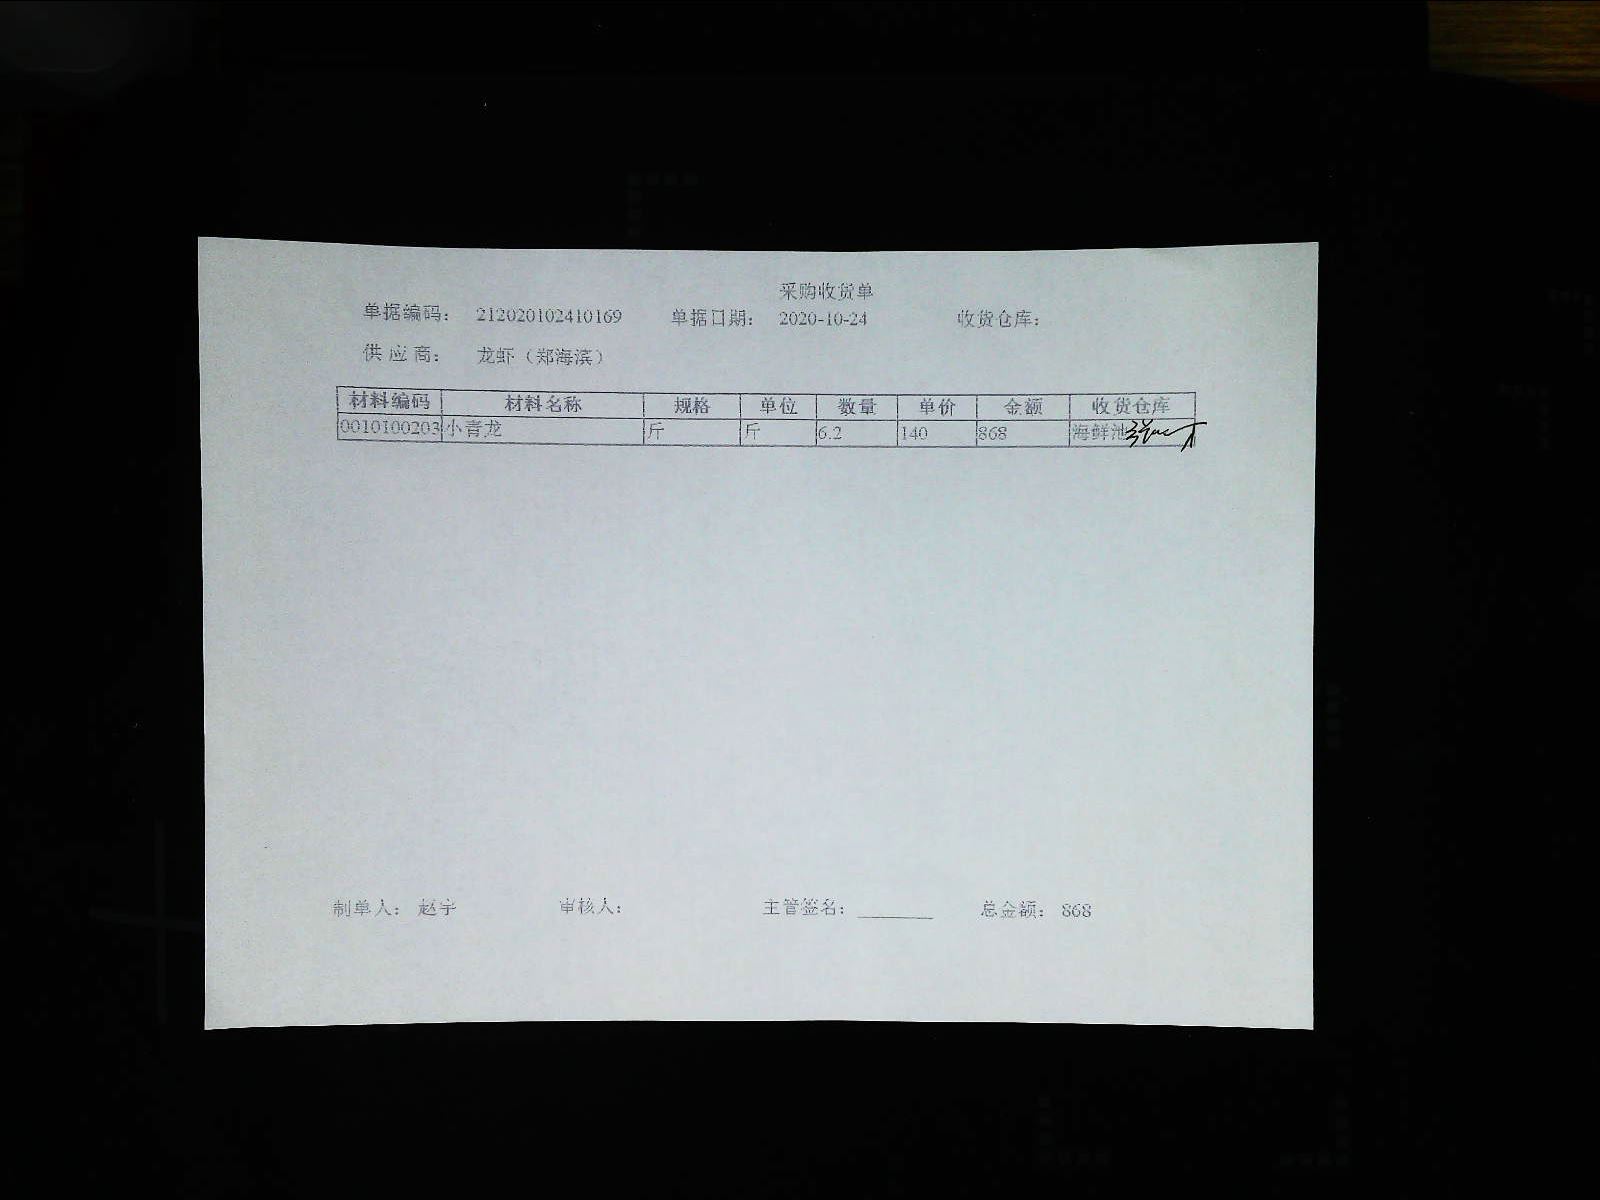 采购收货单
单据编码： 212020102410169 单据日期： 2020-10-24 收货仓库：
供 应 商： 龙虾（郑海滨）
材料编码 材料名称 规格 单位 数量 单价 金额 收货仓库
0010100203 小青龙 斤 斤 6.2 140 868 海鲜池
制单人： 赵宇 审核人： 主管签名： ________ 总金额： 868